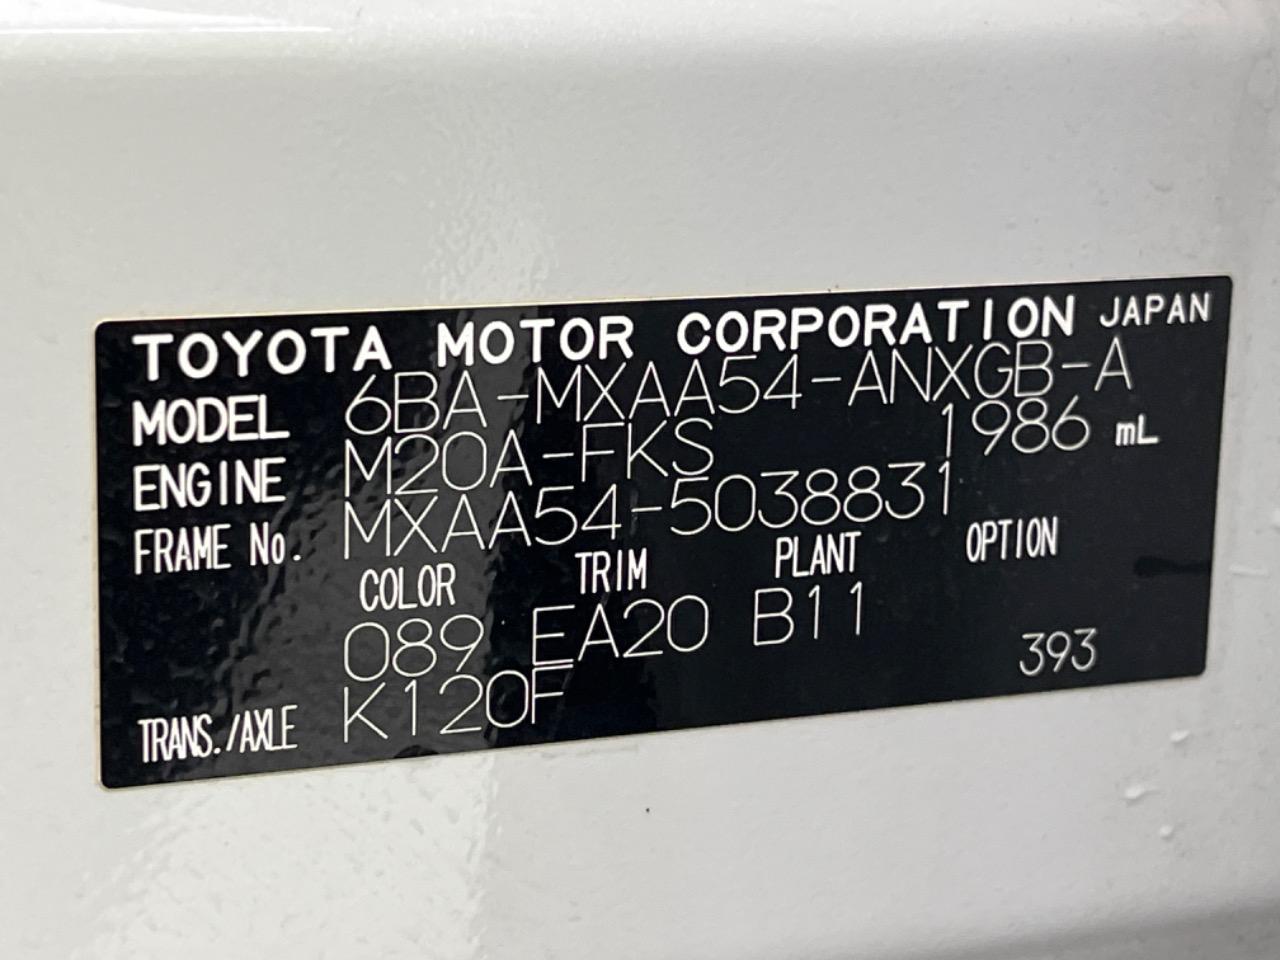 TOYOTA MOTOR CORPORATION JAPAN
MODEL 6BA-MXAA54-ANXGB-A
ENGINE M20A-FKS 1986 mL
FRAME No. MXAA54-5038831
COLOR TRIM PLANT OPTION
089 EA20 B11
393
TRANS./AXLE K120F